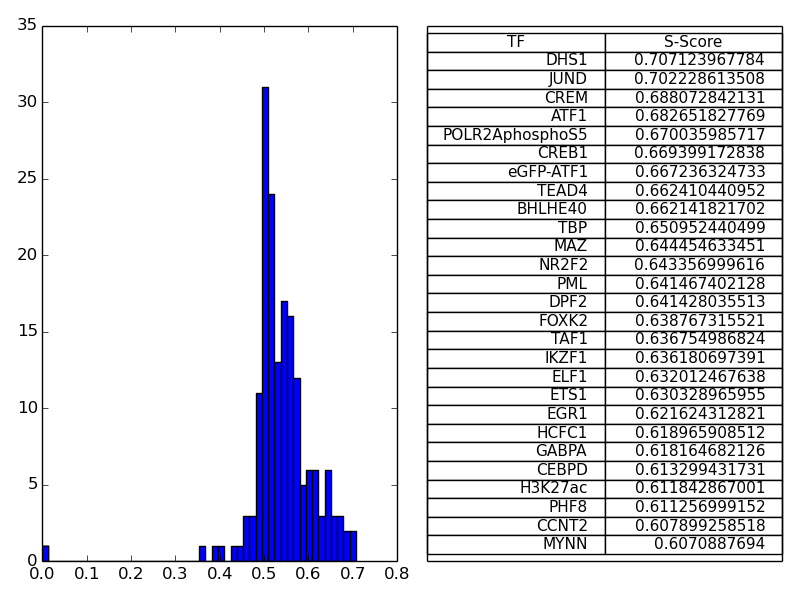 35
30
25
20
15
10
5
0
0.0 0.1 0.2 0.3 0.4 0.5 0.6 0.7 0.8
TF S-Score
DHS1 0.707123967784
JUND 0.702228613508
CREM 0.688072842131
ATF1 0.682651827769
POLR2AphosphoS5 0.670035985717
CREB1 0.669399172838
eGFP-ATF1 0.667236324733
TEAD4 0.662410440952
BHLHE40 0.662141821702
TBP 0.650952440499
MAZ 0.644454633451
NR2F2 0.643356999616
PML 0.641467402128
DPF2 0.641428035513
FOXK2 0.638767315521
TAF1 0.636754986824
IKZF1 0.636180697391
ELF1 0.632012467638
ETS1 0.630328965955
EGR1 0.621624312821
HCFC1 0.618965908512
GABPA 0.618164682126
CEBPD 0.613299431731
H3K27ac 0.611842867001
PHF8 0.611256999152
CCNT2 0.607899258518
MYNN 0.6070887694